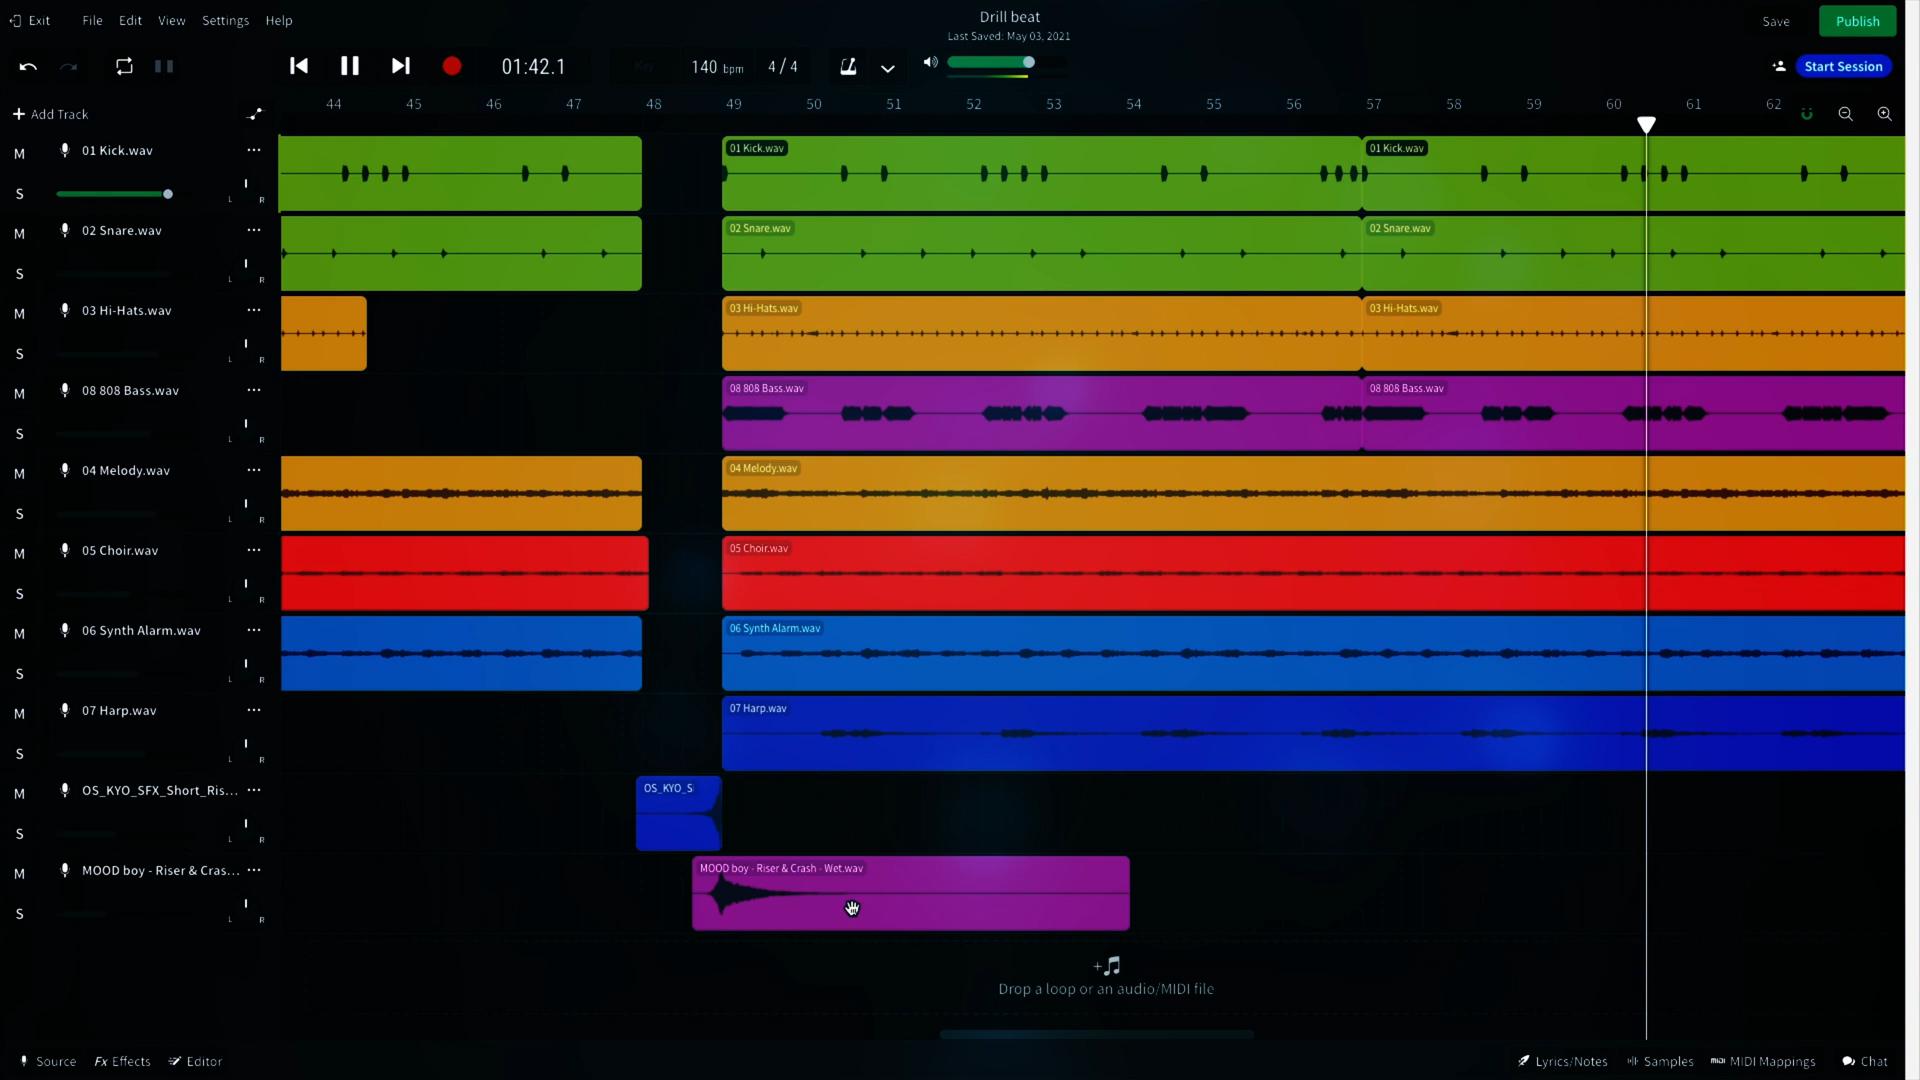 Exit File Edit View Settings Help
Drill beat
Last Saved: May 03, 2021
Save Publish
01:42.1 Key 140 bpm 4 / 4
Start Session
44 45 46 47 48 49 50 51 52 53 54 55 56 57 58 59 60 61 62
+ Add Track
M 01 Kick.wav ...
S L R
01 Kick.wav 01 Kick.wav
M 02 Snare.wav ...
S L R
02 Snare.wav 02 Snare.wav
M 03 Hi-Hats.wav ...
S L R
03 Hi-Hats.wav 03 Hi-Hats.wav
M 08 808 Bass.wav ...
S L R
08 808 Bass.wav 08 808 Bass.wav
M 04 Melody.wav ...
S L R
04 Melody.wav
M 05 Choir.wav ...
S L R
05 Choir.wav
M 06 Synth Alarm.wav ...
S L R
06 Synth Alarm.wav
M 07 Harp.wav ...
S L R
07 Harp.wav
M OS_KYO_SFX_Short_Ris... ...
S L R
OS_KYO_S
M MOOD boy - Riser & Cras... ...
S L R
MOOD boy - Riser & Crash - Wet.wav
Drop a loop or an audio/MIDI file
Source Fx Effects Editor
Lyrics/Notes Samples MIDI MIDI Mappings Chat